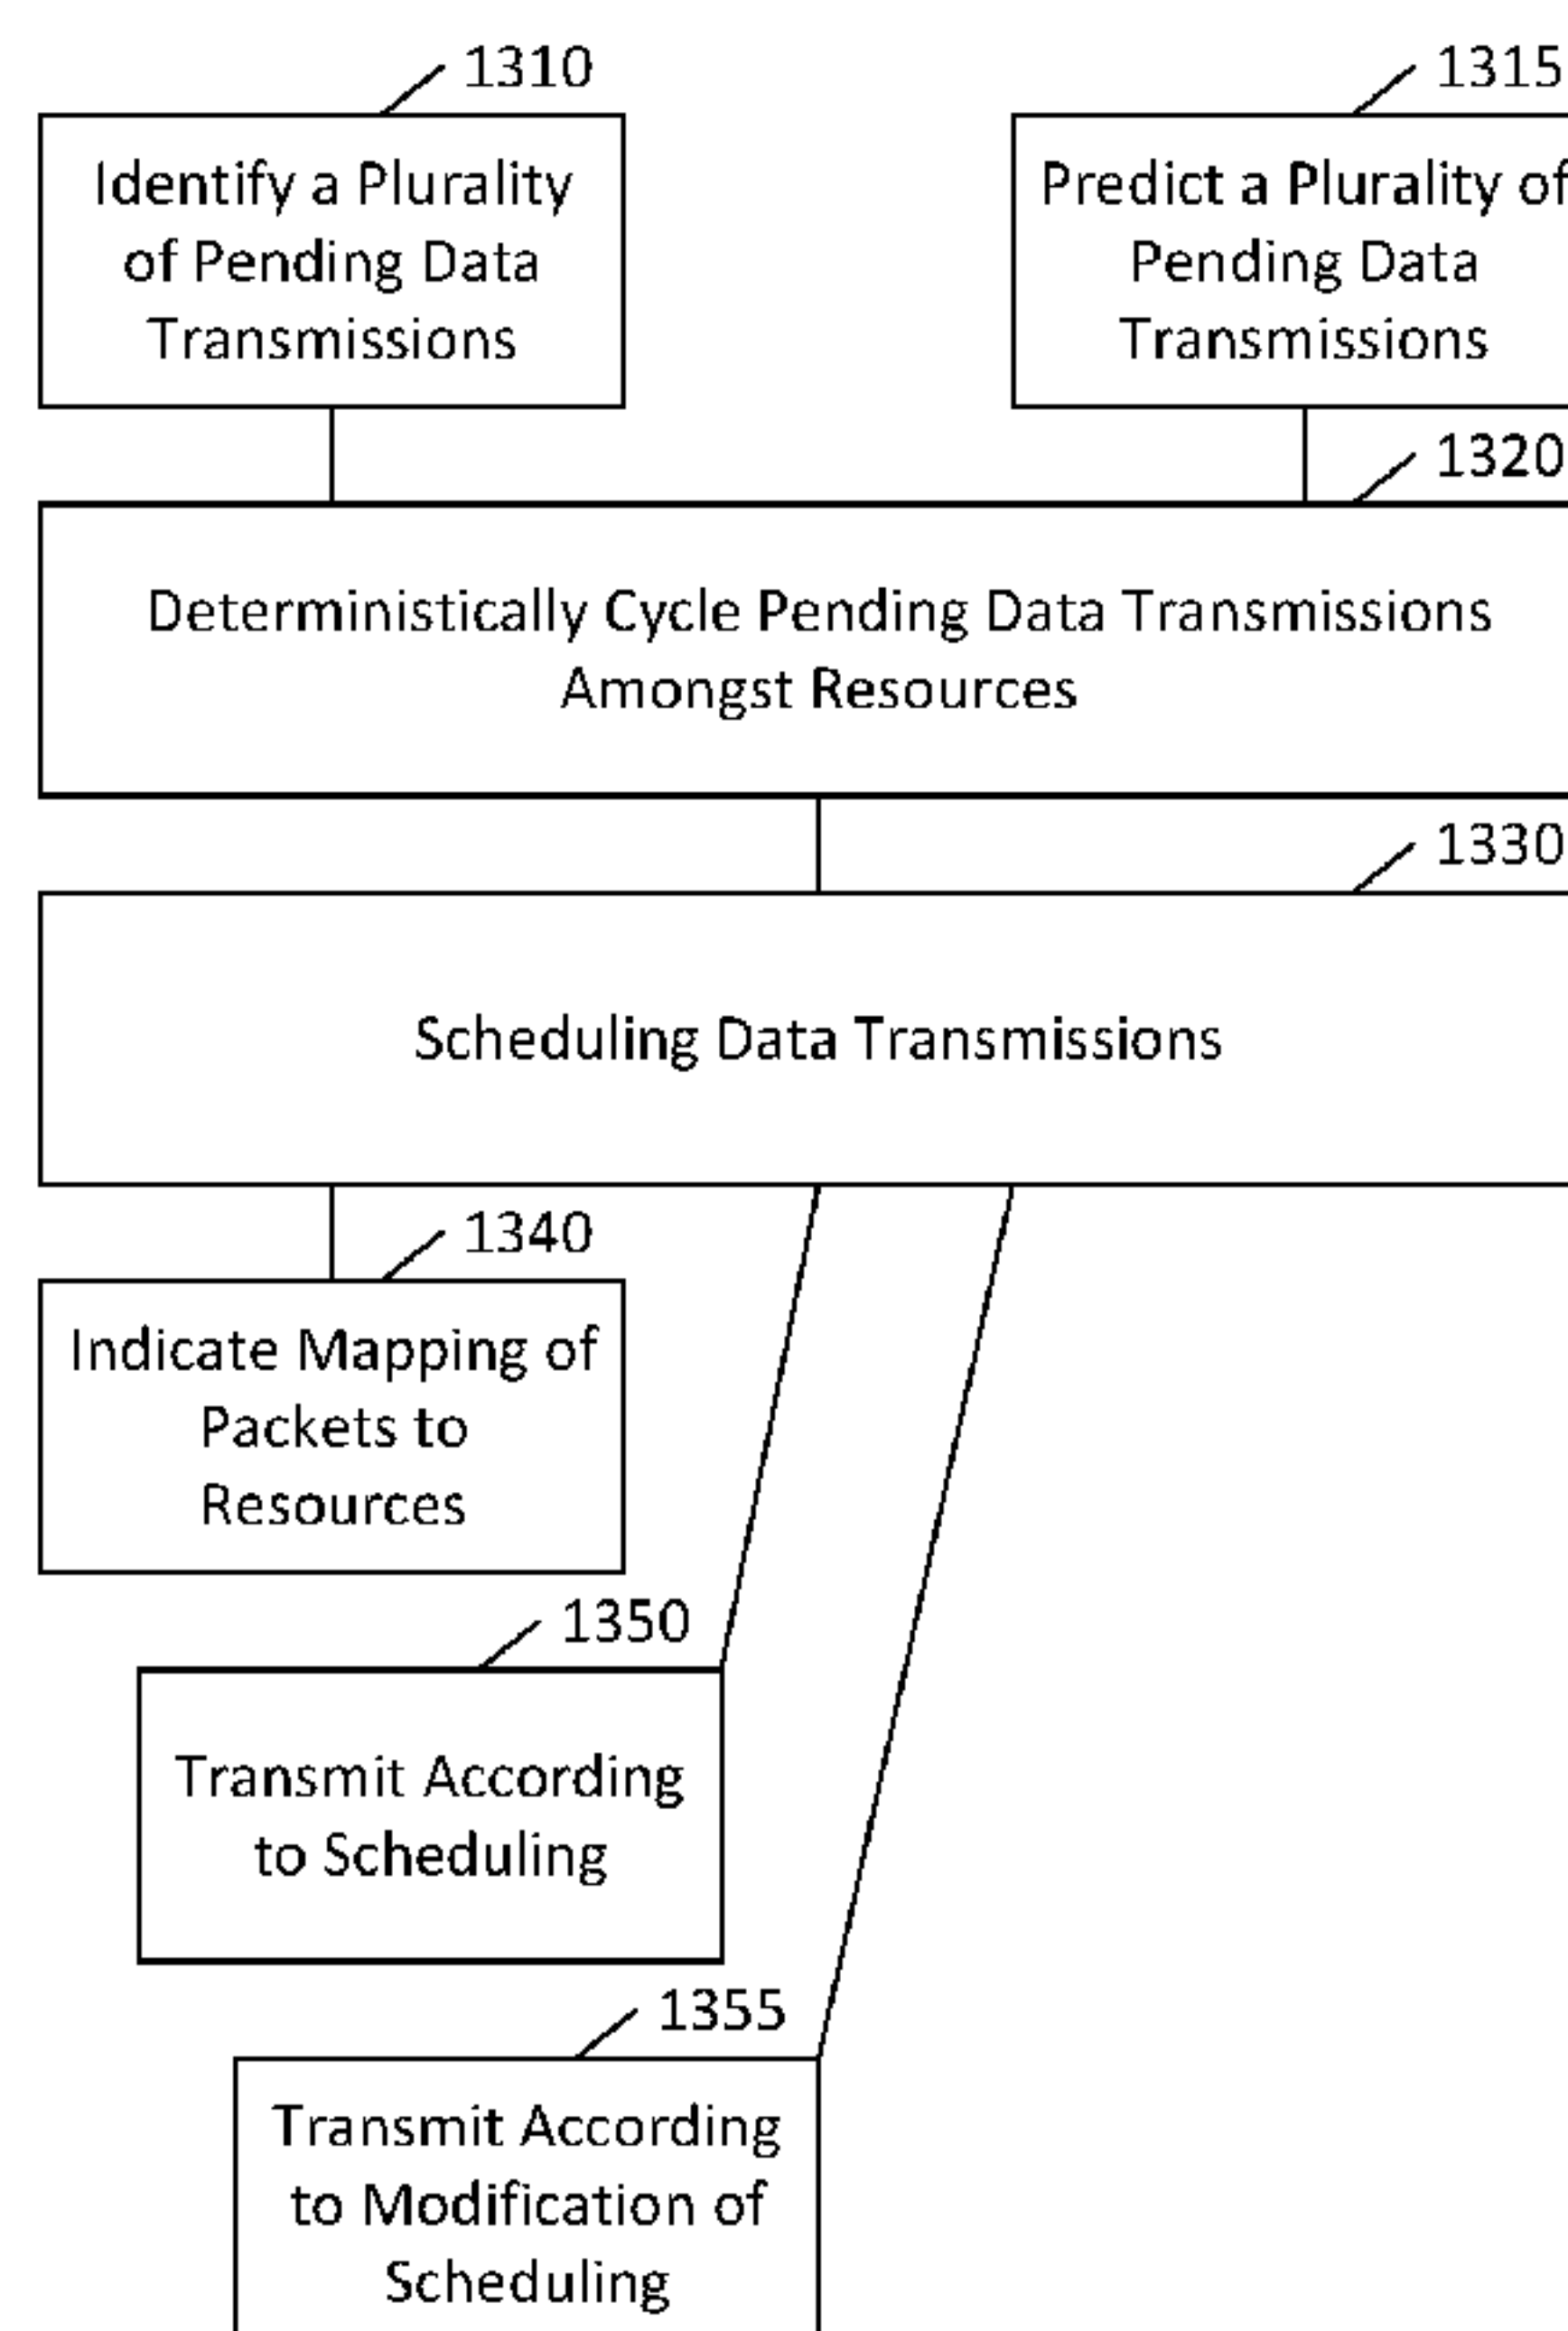 1310
Identify a Plurality
of Pending Data
Transmissions
1315
Predict a Plurality of
Pending Data
Transmissions
1320
Deterministically Cycle Pending Data Transmissions
Amongst Resources
1330
Scheduling Data Transmissions
1340
Indicate Mapping of
Packets to
Resources
1350
Transmit According
to Scheduling
1355
Transmit According
to Modification of
Scheduling